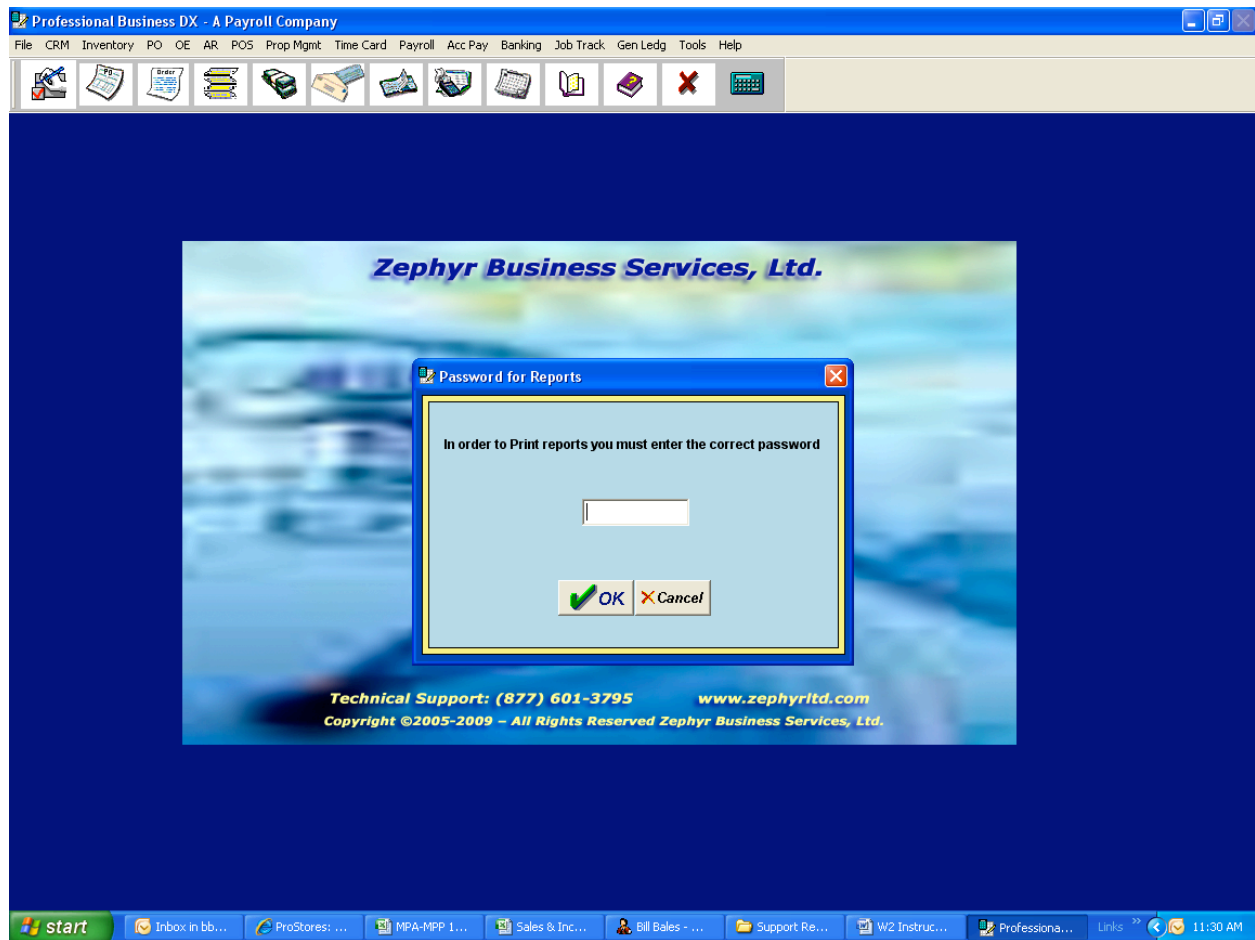 Professional Business DX - A Payroll Company
File CRM Inventory PO OE AR POS Prop Mgmt Time Card Payroll Acc Pay Banking Job Track Gen Ledg Tools Help
PO Order
Zephyr Business Services, Ltd.
Password for Reports
In order to Print reports you must enter the correct password
OK Cancel
Technical Support: (877) 601-3795 www.zephyrltd.com
Copyright ©2005-2009 – All Rights Reserved Zephyr Business Services, Ltd.
start Inbox in bb... ProStores: ... MPA-MPP 1... Sales & Inc... Bill Bales - ... Support Re... W2 Instruc... Professiona... Links » 11:30 AM